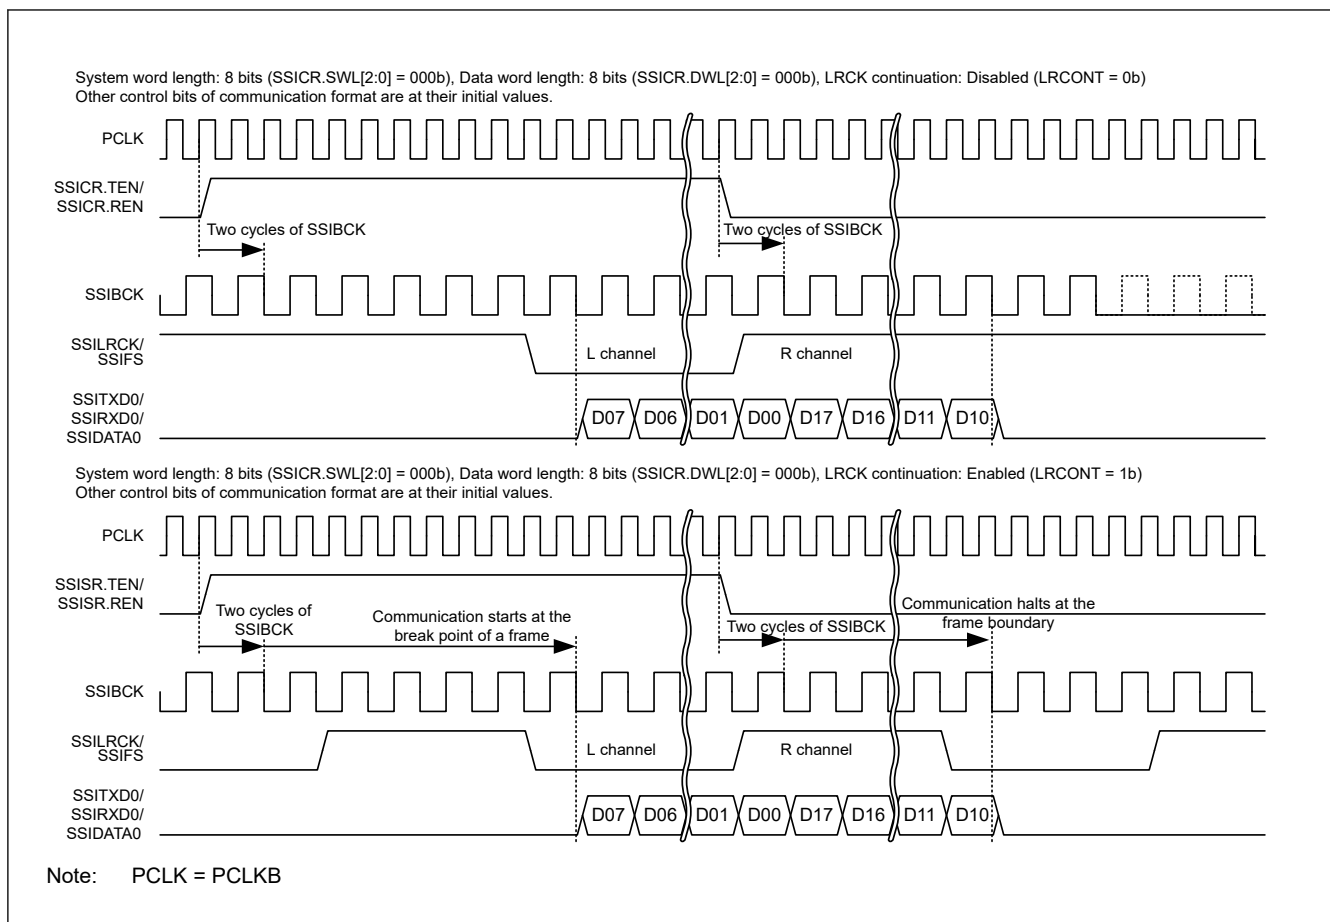 System word length: 8 bits (SSICR.SWL[2:0] = 000b), Data word length: 8 bits (SSICR.DWL[2:0] = 000b), LRCK continuation: Disabled (LRCONT = 0b)
Other control bits of communication format are at their initial values.
PCLK
SSICR.TEN/
SSICR.REN
Two cycles of SSIBCK
Two cycles of SSIBCK
SSIBCK
SSILRCK/
SSIFS
L channel
R channel
SSITXD0/
SSIRXD0/
SSIDATA0
D07 D06 D01 D00 D17 D16 D11 D10
System word length: 8 bits (SSICR.SWL[2:0] = 000b), Data word length: 8 bits (SSICR.DWL[2:0] = 000b), LRCK continuation: Enabled (LRCONT = 1b)
Other control bits of communication format are at their initial values.
PCLK
SSISR.TEN/
SSISR.REN
Two cycles of
SSIBCK
Communication starts at the
break point of a frame
Two cycles of SSIBCK
Communication halts at the
frame boundary
SSIBCK
SSILRCK/
SSIFS
L channel
R channel
SSITXD0/
SSIRXD0/
SSIDATA0
D07 D06 D01 D00 D17 D16 D11 D10
Note: PCLK = PCLKB